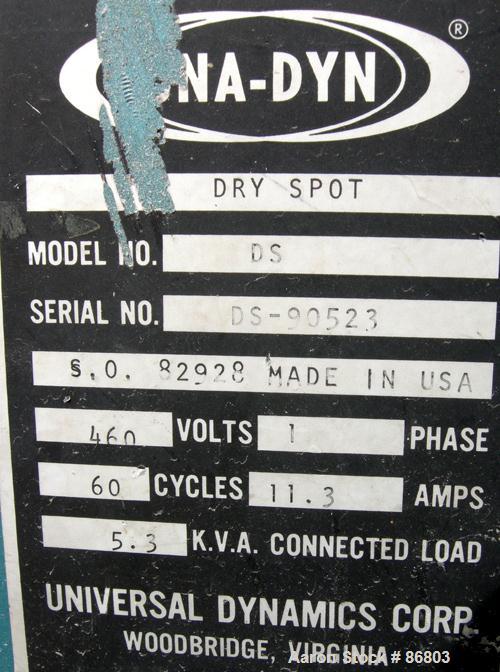 NA-DYN ®
DRY SPOT
MODEL NO. DS
SERIAL NO. DS-90523
S.O. 82928 MADE IN USA
460 VOLTS 1 PHASE
60 CYCLES 11.3 AMPS
5.3 K.V.A. CONNECTED LOAD
UNIVERSAL DYNAMICS CORP.
WOODBRIDGE, VIRGINIA
Aaron Stock # 86803